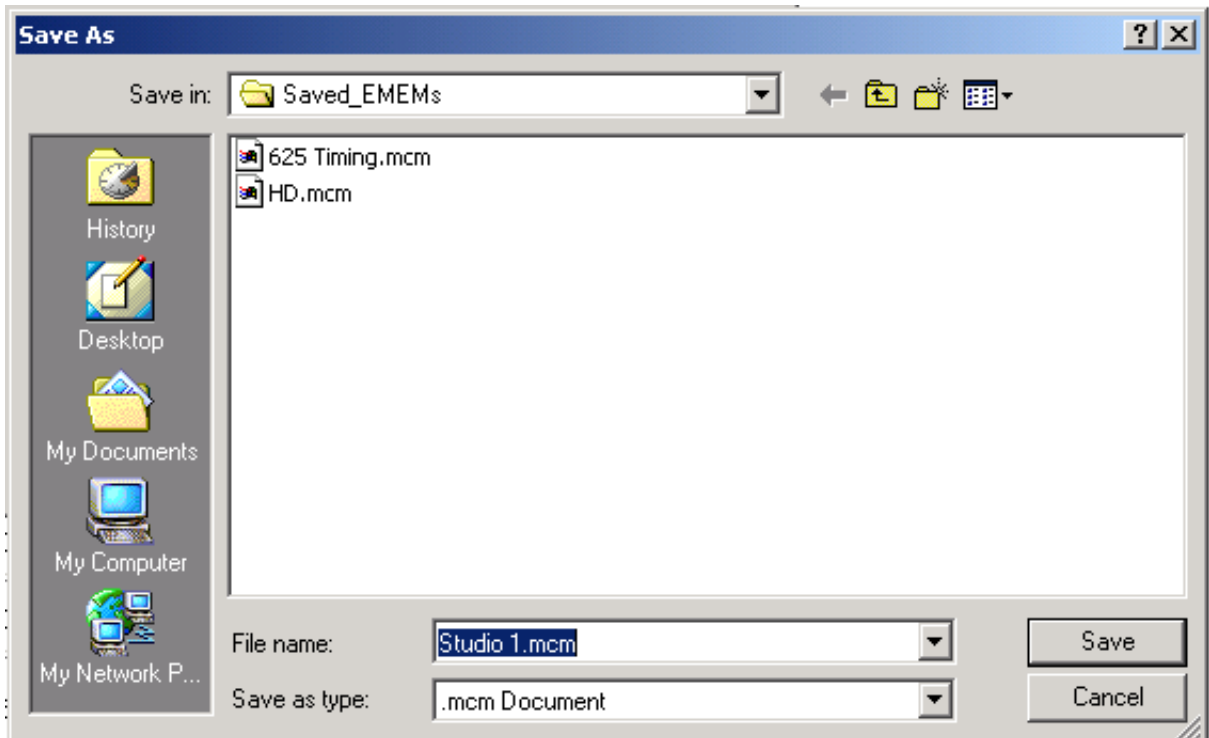 Save As
Save in: Saved_EMEMs
625 Timing.mcm
HD.mcm
History
Desktop
My Documents
My Computer
My Network P...
File name: Studio 1.mcm
Save
Save as type: .mcm Document
Cancel